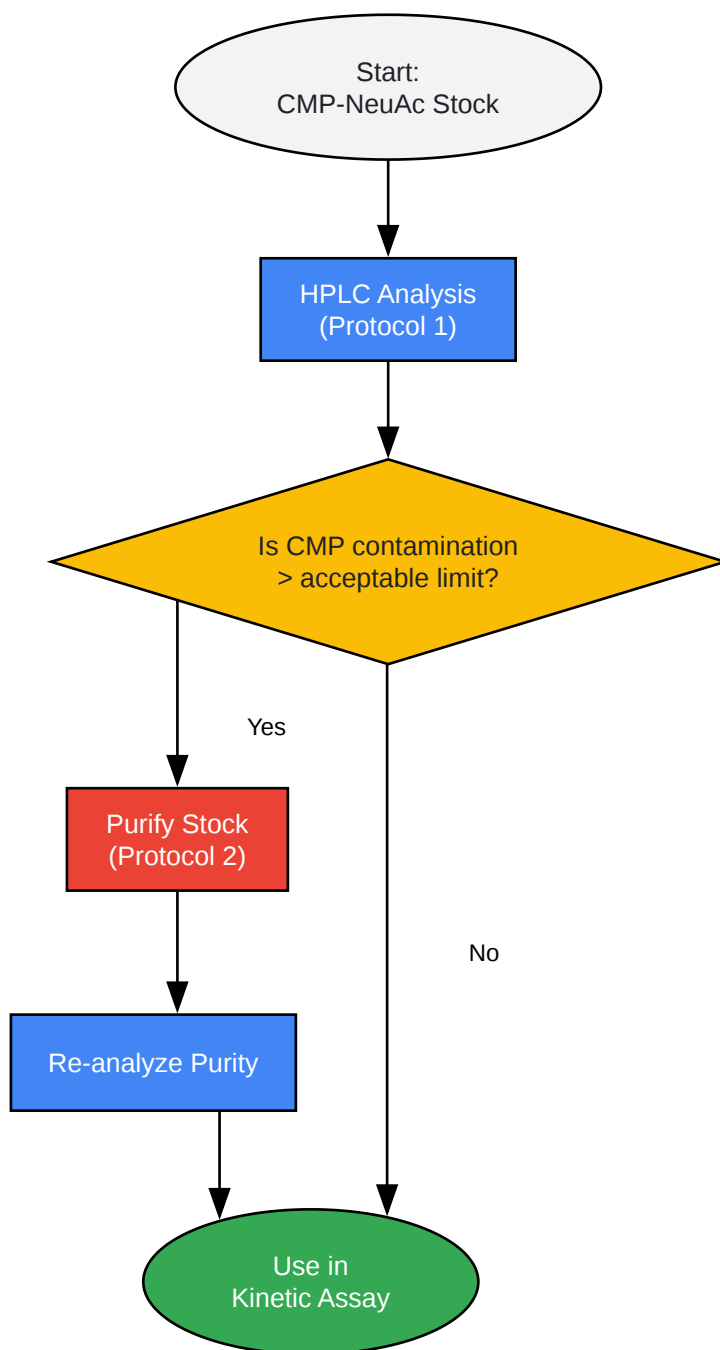 Start:
CMP-NeuAc Stock
HPLC Analysis
(Protocol 1)
Is CMP contamination
> acceptable limit?
Yes
Purify Stock
(Protocol 2)
No
Re-analyze Purity
Use in
Kinetic Assay